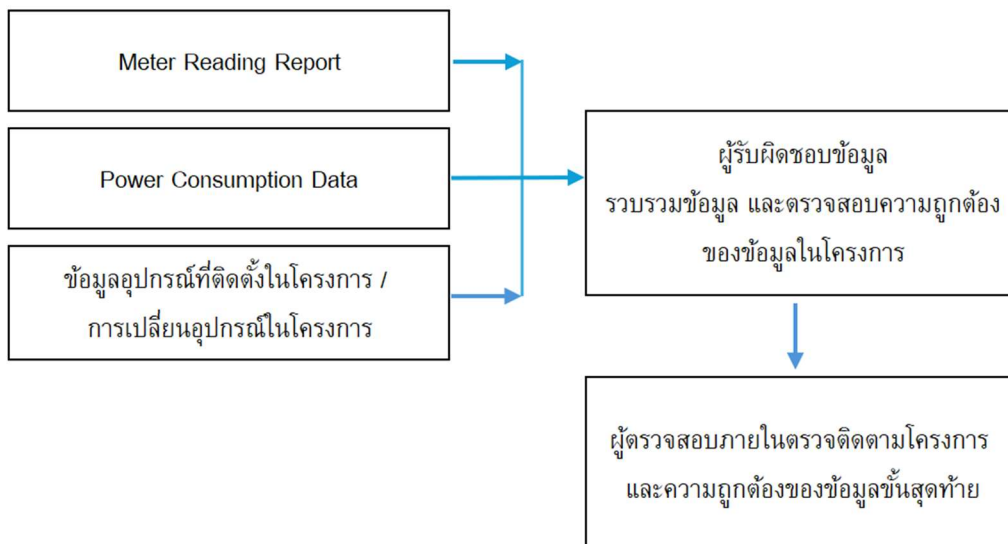 Meter Reading Report
Power Consumption Data
ข้อมูลอุปกรณ์ที่ติดตั้งในโครงการ /
การเปลี่ยนอุปกรณ์ในโครงการ
ผู้รับผิดชอบข้อมูล
รวบรวมข้อมูล และตรวจสอบความถูกต้อง
ของข้อมูลในโครงการ
ผู้ตรวจสอบภายในตรวจติดตามโครงการ
และความถูกต้องของข้อมูลขั้นสุดท้าย